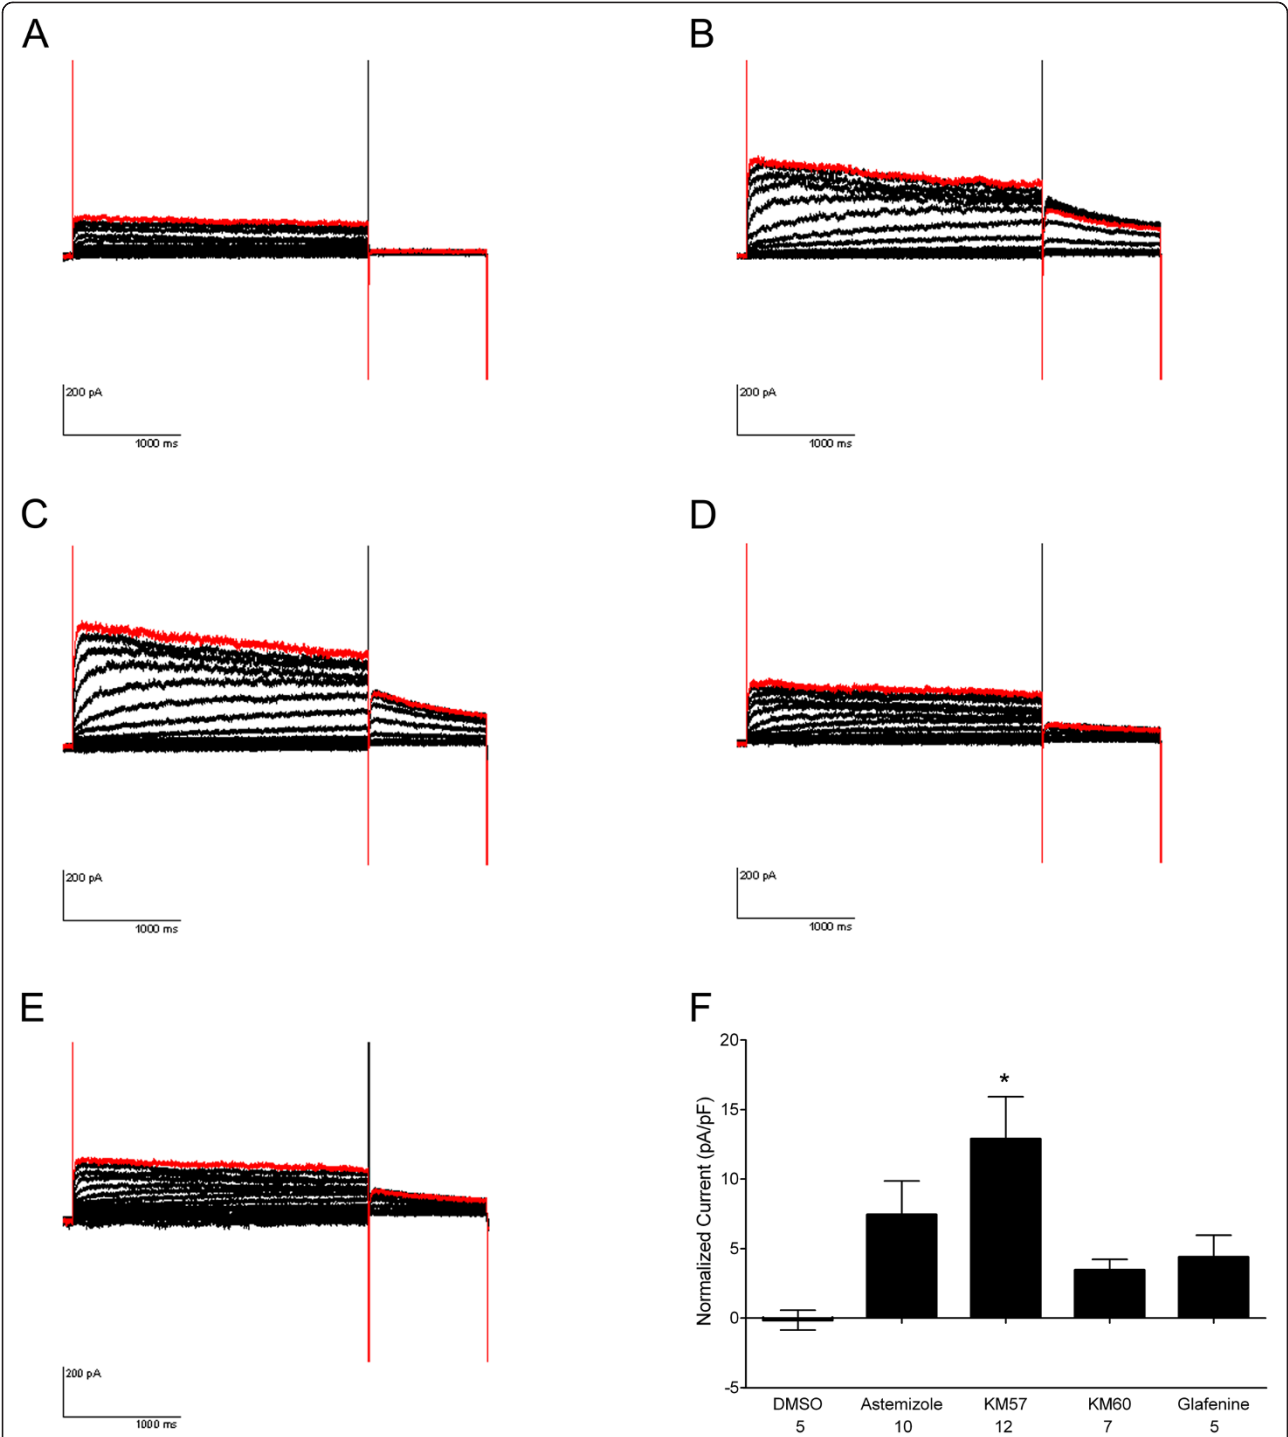 A
B
200 pA
1000 ms
200 pA
1000 ms
C
D
200 pA
1000 ms
200 pA
1000 ms
E
F
200 pA
1000 ms
Normalized Current (pA/pF)
20
15
10
5
0
-5
*
DMSO Astemizole KM57 KM60 Glafenine
5 10 12 7 5